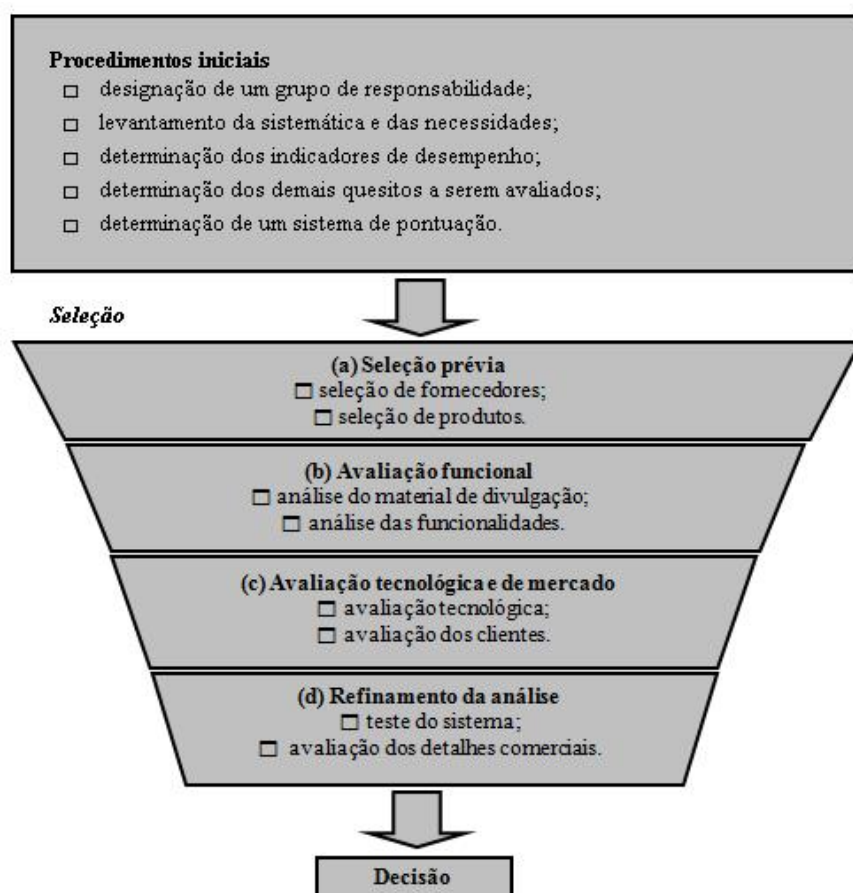 Procedimentos iniciais
□ designação de um grupo de responsabilidade;
□ levantamento da sistemática e das necessidades;
□ determinação dos indicadores de desempenho;
□ determinação dos demais quesitos a serem avaliados;
□ determinação de um sistema de pontuação.
Seleção
(a) Seleção prévia
□ seleção de fornecedores;
□ seleção de produtos.
(b) Avaliação funcional
□ análise do material de divulgação;
□ análise das funcionalidades.
(c) Avaliação tecnológica e de mercado
□ avaliação tecnológica;
□ avaliação dos clientes.
(d) Refinamento da análise
□ teste do sistema;
□ avaliação dos detalhes comerciais.
Decisão